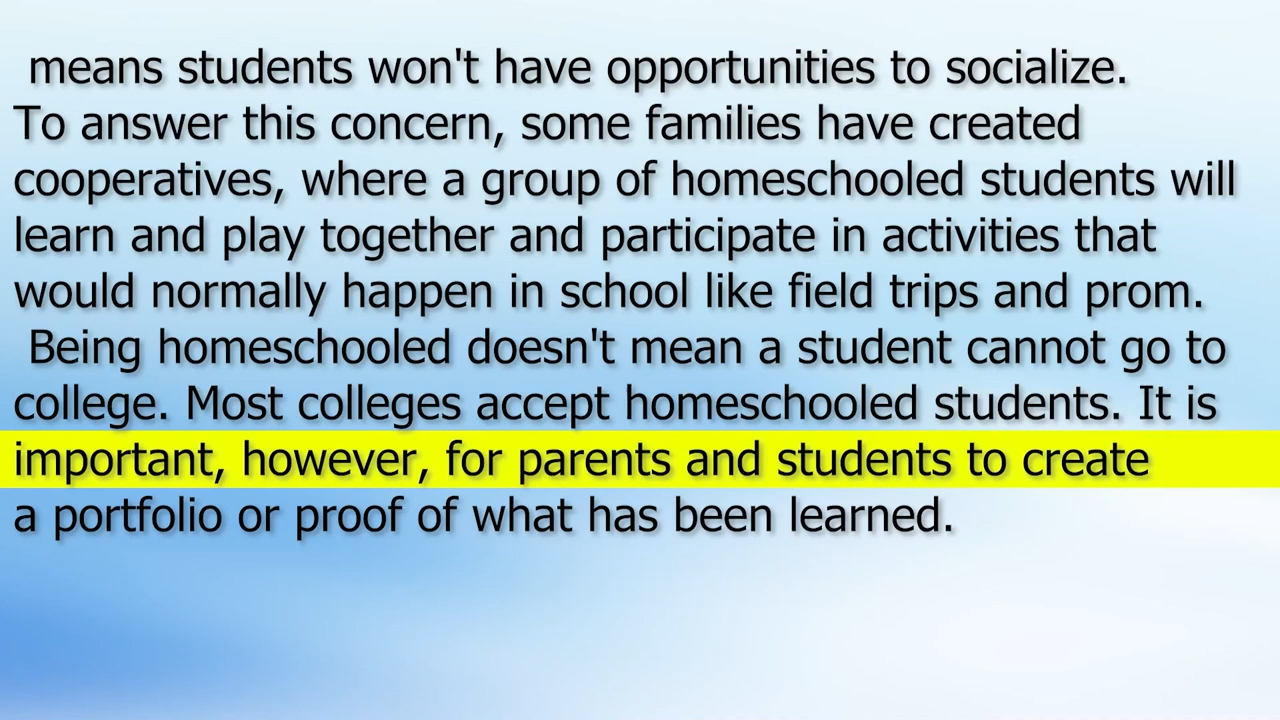 means students won't have opportunities to socialize.
To answer this concern, some families have created
cooperatives, where a group of homeschooled students will
learn and play together and participate in activities that
would normally happen in school like field trips and prom.
Being homeschooled doesn't mean a student cannot go to
college. Most colleges accept homeschooled students. It is
important, however, for parents and students to create
a portfolio or proof of what has been learned.